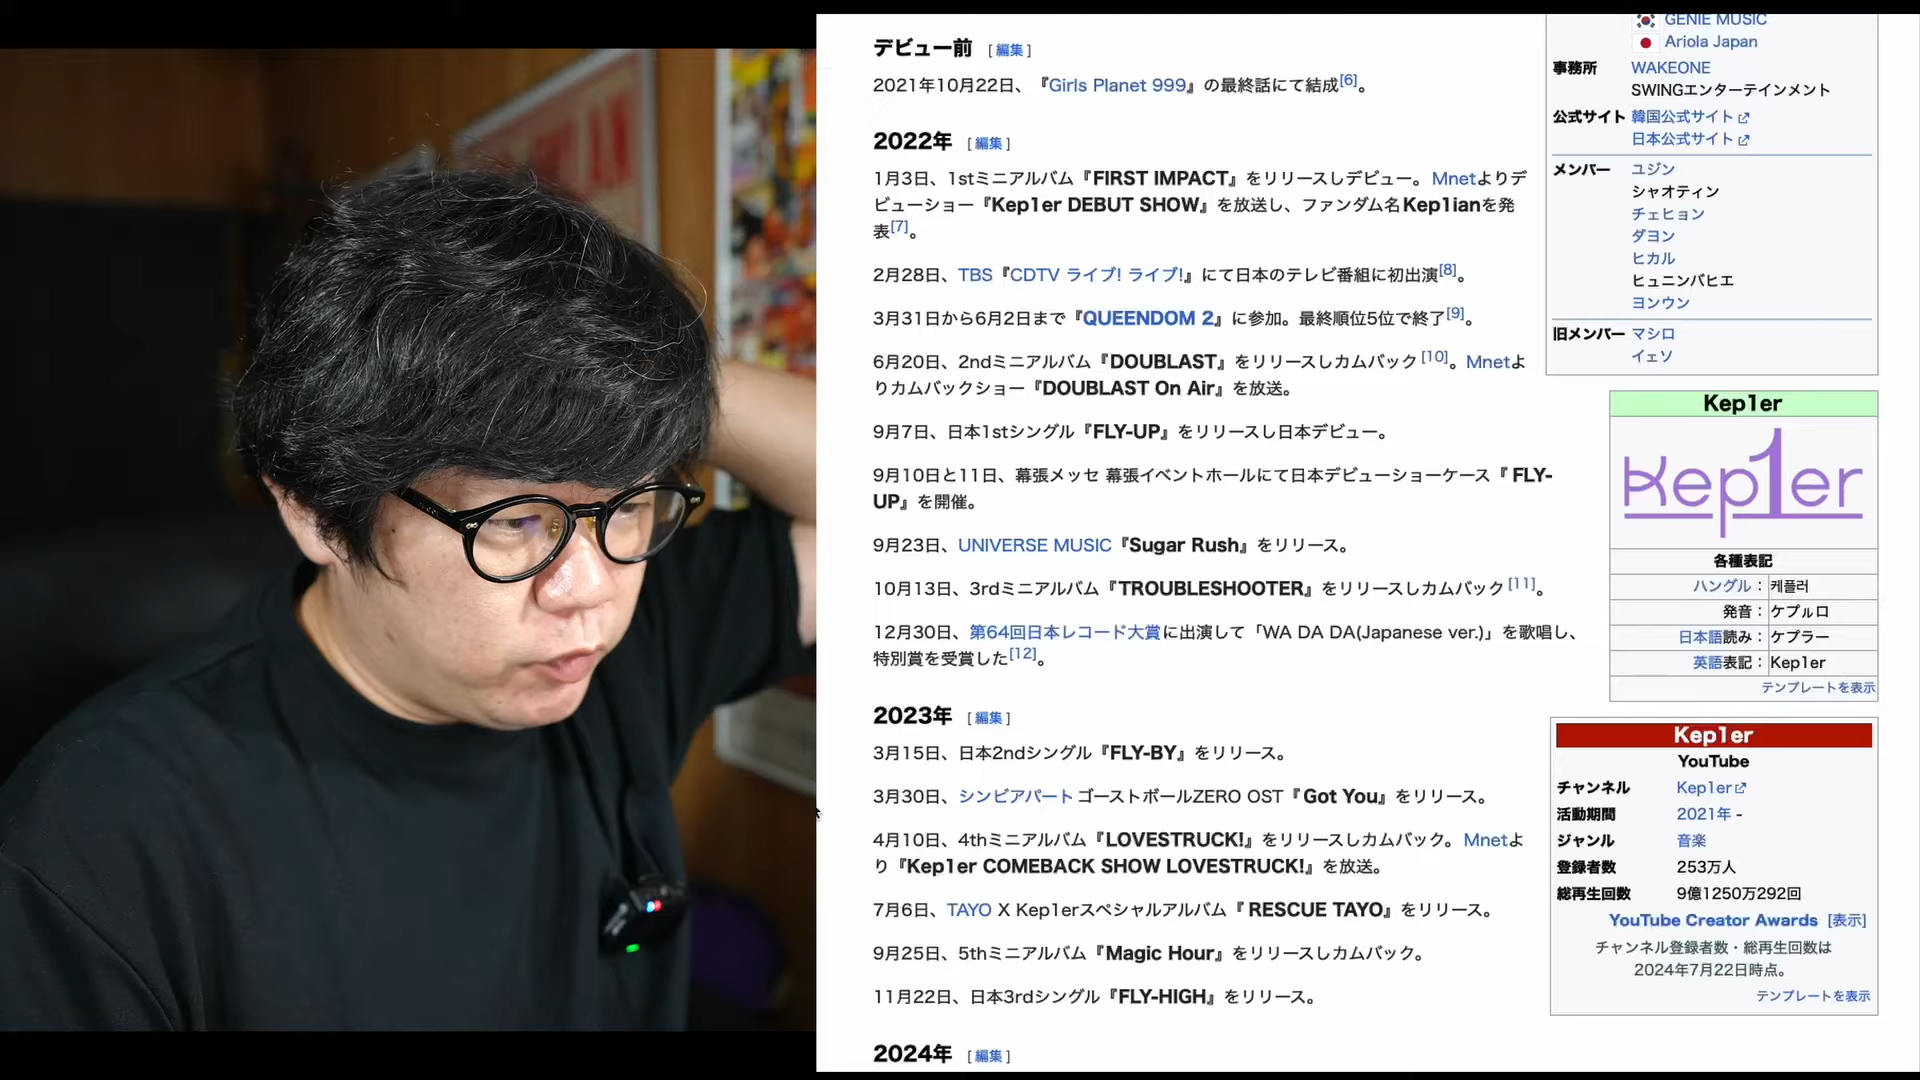 デビュー前 [編集]
2021年10月22日、『Girls Planet 999』の最終話にて結成[6]。
2022年 [編集]
1月3日、1stミニアルバム『FIRST IMPACT』をリリースしデビュー。Mnetよりデ
ビューショー『Kep1er DEBUT SHOW』を放送し、ファンダム名Kep1ianを発
表[7]。
2月28日、TBS『CDTV ライブ! ライブ!』にて日本のテレビ番組に初出演[8]。
3月31日から6月2日まで『QUEENDOM 2』に参加。最終順位5位で終了[9]。
6月20日、2ndミニアルバム『DOUBLAST』をリリースしカムバック[10]。Mnetよ
りカムバックショー『DOUBLAST On Air』を放送。
9月7日、日本1stシングル『FLY-UP』をリリースし日本デビュー。
9月10日と11日、幕張メッセ 幕張イベントホールにて日本デビューショーケース『FLY-
UP』を開催。
9月23日、UNIVERSE MUSIC『Sugar Rush』をリリース。
10月13日、3rdミニアルバム『TROUBLESHOOTER』をリリースしカムバック[11]。
12月30日、第64回日本レコード大賞に出演して「WA DA DA(Japanese ver.)」を歌唱し、
特別賞を受賞した[12]。
2023年 [編集]
3月15日、日本2ndシングル『FLY-BY』をリリース。
3月30日、シンビアパート ゴーストボールZERO OST『Got You』をリリース。
4月10日、4thミニアルバム『LOVESTRUCK!』をリリースしカムバック。Mnetよ
り『Kep1er COMEBACK SHOW LOVESTRUCK!』を放送。
7月6日、TAYO X Kep1erスペシャルアルバム『RESCUE TAYO』をリリース。
9月25日、5thミニアルバム『Magic Hour』をリリースしカムバック。
11月22日、日本3rdシングル『FLY-HIGH』をリリース。
2024年 [編集]
GENIE MUSIC
Ariola Japan
事務所 WAKEONE
SWINGエンターテインメント
公式サイト 韓国公式サイト
日本公式サイト
メンバー ユジン
シャオティン
チェヒョン
ダヨン
ヒカル
ヒュニンバヒエ
ヨンウン
旧メンバー マシロ
イェソ
Kep1er
Kep1er
各種表記
ハングル： 케플러
発音： ケプㇽロ
日本語読み： ケプラー
英語表記： Kep1er
テンプレートを表示
Kep1er
YouTube
チャンネル Kep1er
活動期間 2021年 -
ジャンル 音楽
登録者数 253万人
総再生回数 9億1250万292回
YouTube Creator Awards [表示]
チャンネル登録者数・総再生回数は
2024年7月22日時点。
テンプレートを表示